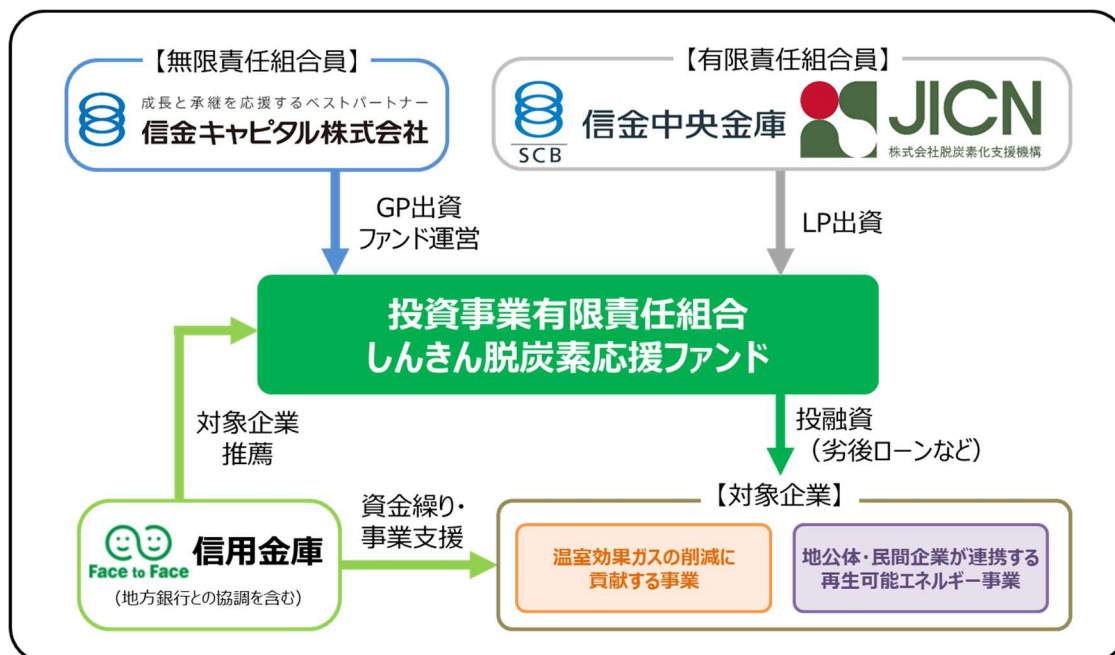 【無限責任組合員】
成長と承継を応援するベストパートナー
信金キャピタル株式会社
【有限責任組合員】
SCB
信金中央金庫
JICN
株式会社脱炭素化支援機構
GP出資
ファンド運営
LP出資
投資事業有限責任組合
しんきん脱炭素応援ファンド
対象企業
推薦
投融資
（劣後ローンなど）
Face to Face
信用金庫
（地方銀行との協調を含む）
資金繰り・
事業支援
【対象企業】
温室効果ガスの削減に
貢献する事業
地公体・民間企業が連携する
再生可能エネルギー事業